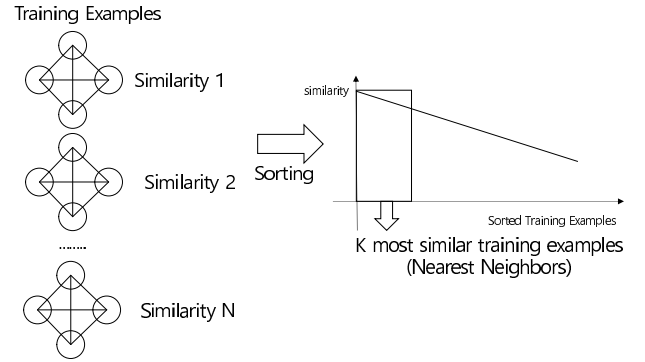 Training Examples
Similarity 1
Similarity 2
........
Similarity N
Sorting
similarity
Sorted Training Examples
K most similar training examples
(Nearest Neighbors)